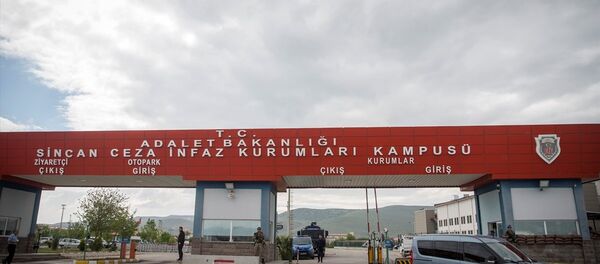 T.C.
ADALET BAKANLIĞI
SİNCAN CEZA İNFAZ KURUMLARI KAMPUSÜ
ZİYARETÇİ OTOPARK KURUMLAR
ÇIKIŞ GİRİŞ ÇIKIŞ GİRİŞ